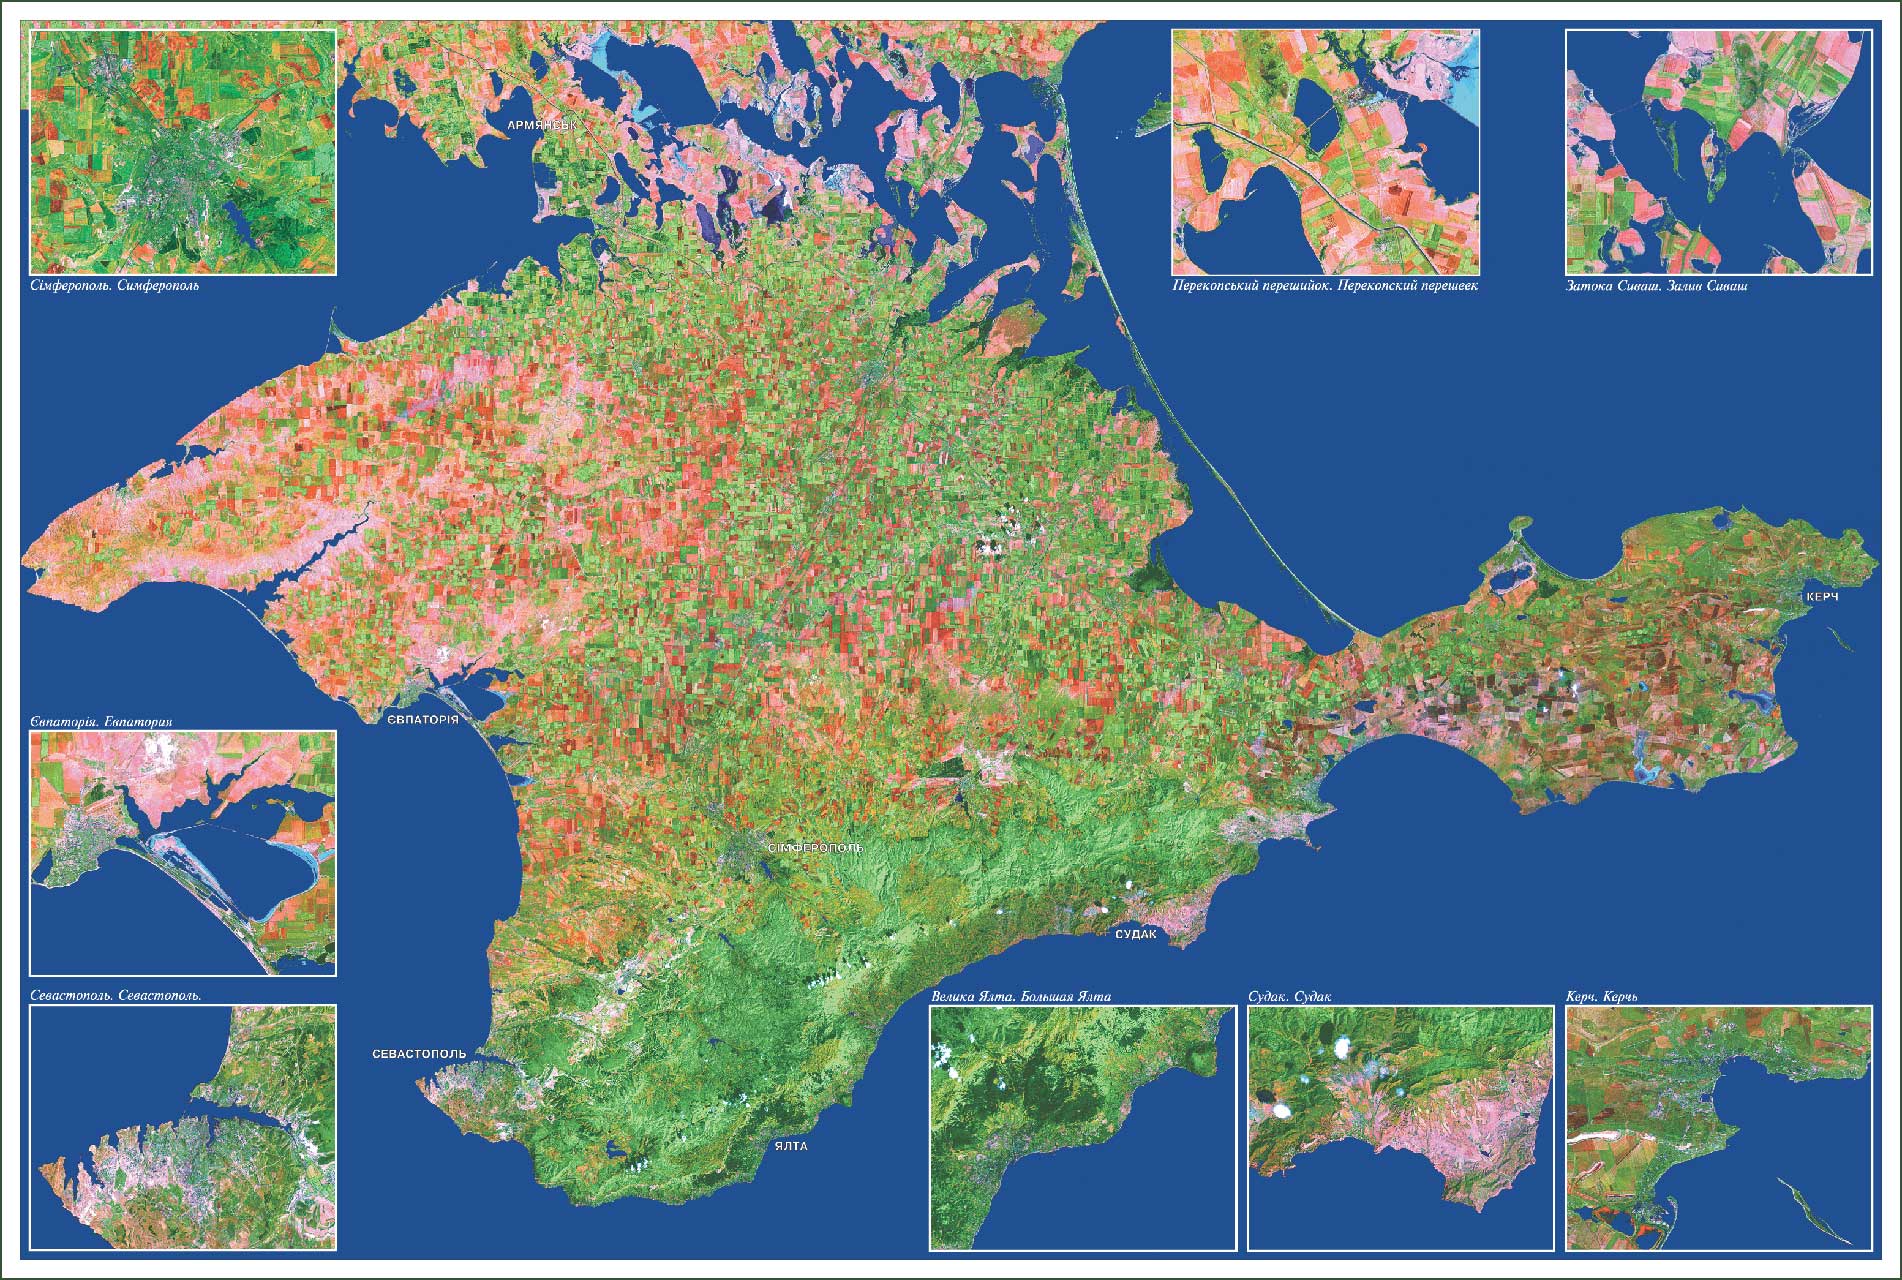 АРМЯНСЬК
Сімферополь. Симферополь
Перекопський перешийок. Перекопский перешеек
Затока Сиваш. Залив Сиваш
КЕРЧ
Євпаторія. Евпатория
ЄВПАТОРІЯ
СІМФЕРОПОЛЬ
СУДАК
Севастополь. Севастополь.
Велика Ялта. Большая Ялта
Судак. Судак
Керч. Керчь
СЕВАСТОПОЛЬ
ЯЛТА